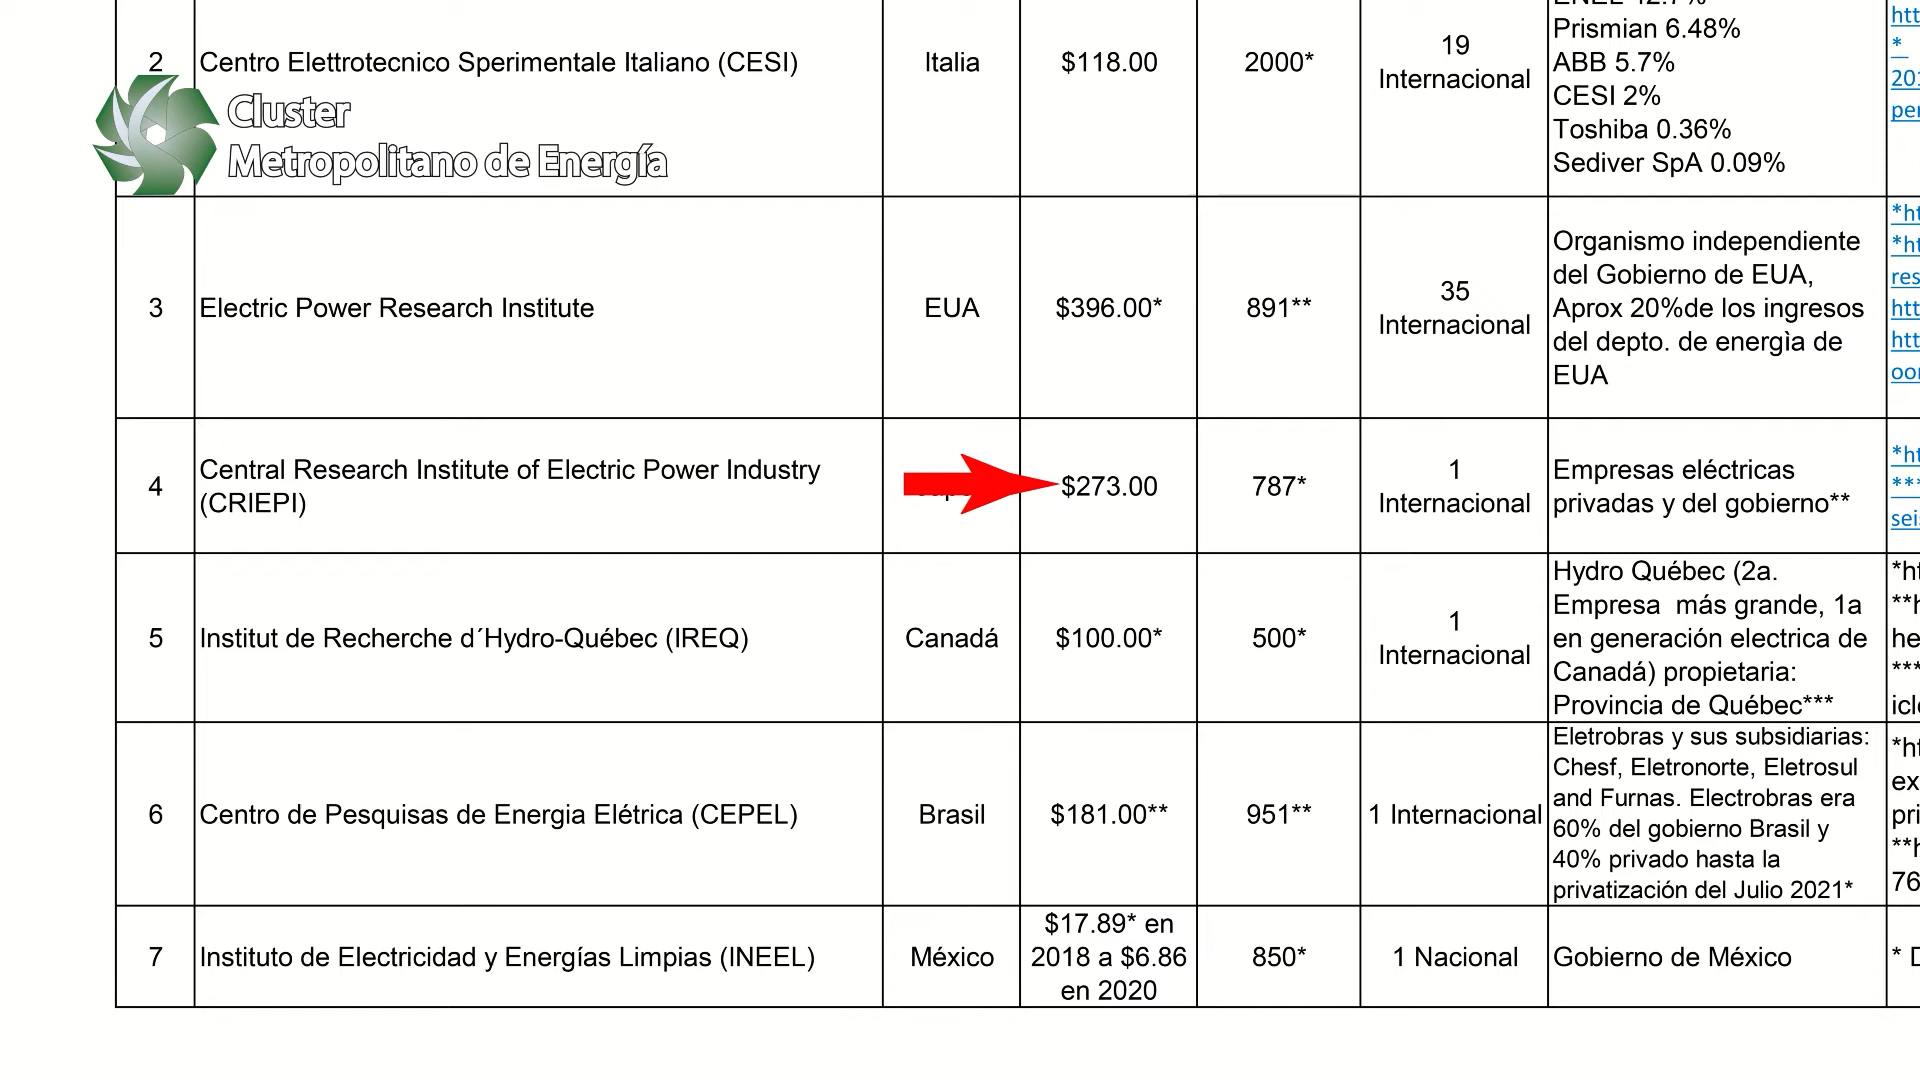 2
Centro Elettrotecnico Sperimentale Italiano (CESI)
Italia
$118.00
2000*
19
Internacional
Prismian 6.48%
ABB 5.7%
CESI 2%
Toshiba 0.36%
Sediver SpA 0.09%
*
Cluster
Metropolitano de Energía
3
Electric Power Research Institute
EUA
$396.00*
891**
35
Internacional
Organismo independiente
del Gobierno de EUA,
Aprox 20%de los ingresos
del depto. de energìa de
EUA
4
Central Research Institute of Electric Power Industry
(CRIEPI)
$273.00
787*
1
Internacional
Empresas eléctricas
privadas y del gobierno**
5
Institut de Recherche d´Hydro-Québec (IREQ)
Canadá
$100.00*
500*
1
Internacional
Hydro Québec (2a.
Empresa  más grande, 1a
en generación electrica de
Canadá) propietaria:
Provincia de Québec***
6
Centro de Pesquisas de Energia Elétrica (CEPEL)
Brasil
$181.00**
951**
1 Internacional
Eletrobras y sus subsidiarias:
Chesf, Eletronorte, Eletrosul
and Furnas. Electrobras era
60% del gobierno Brasil y
40% privado hasta la
privatización del Julio 2021*
7
Instituto de Electricidad y Energías Limpias (INEEL)
México
$17.89* en
2018 a $6.86
en 2020
850*
1 Nacional
Gobierno de México